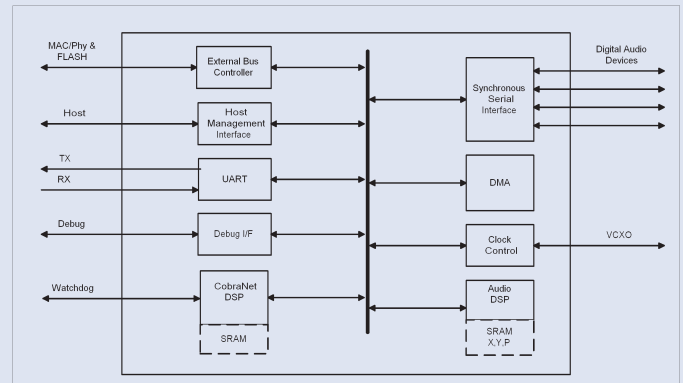 MAC/Phy &
FLASH
External Bus
Controller
Host
Host
Management
Interface
TX
RX
UART
Debug
Debug I/F
Watchdog
CobraNet
DSP
SRAM
Digital Audio
Devices
Synchronous
Serial
Interface
DMA
Clock
Control
VCXO
Audio
DSP
SRAM
X,Y,P